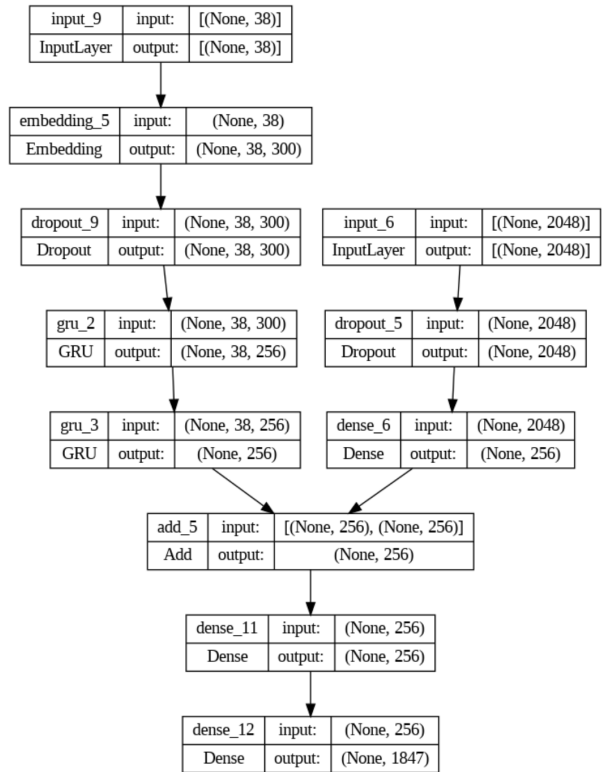 input_9 input: [(None, 38)]
InputLayer output: [(None, 38)]
embedding_5 input: (None, 38)
Embedding output: (None, 38, 300)
dropout_9 input: (None, 38, 300)
Dropout output: (None, 38, 300)
input_6 input: [(None, 2048)]
InputLayer output: [(None, 2048)]
gru_2 input: (None, 38, 300)
GRU output: (None, 38, 256)
dropout_5 input: (None, 2048)
Dropout output: (None, 2048)
gru_3 input: (None, 38, 256)
GRU output: (None, 256)
dense_6 input: (None, 2048)
Dense output: (None, 256)
add_5 input: [(None, 256), (None, 256)]
Add output: (None, 256)
dense_11 input: (None, 256)
Dense output: (None, 256)
dense_12 input: (None, 256)
Dense output: (None, 1847)